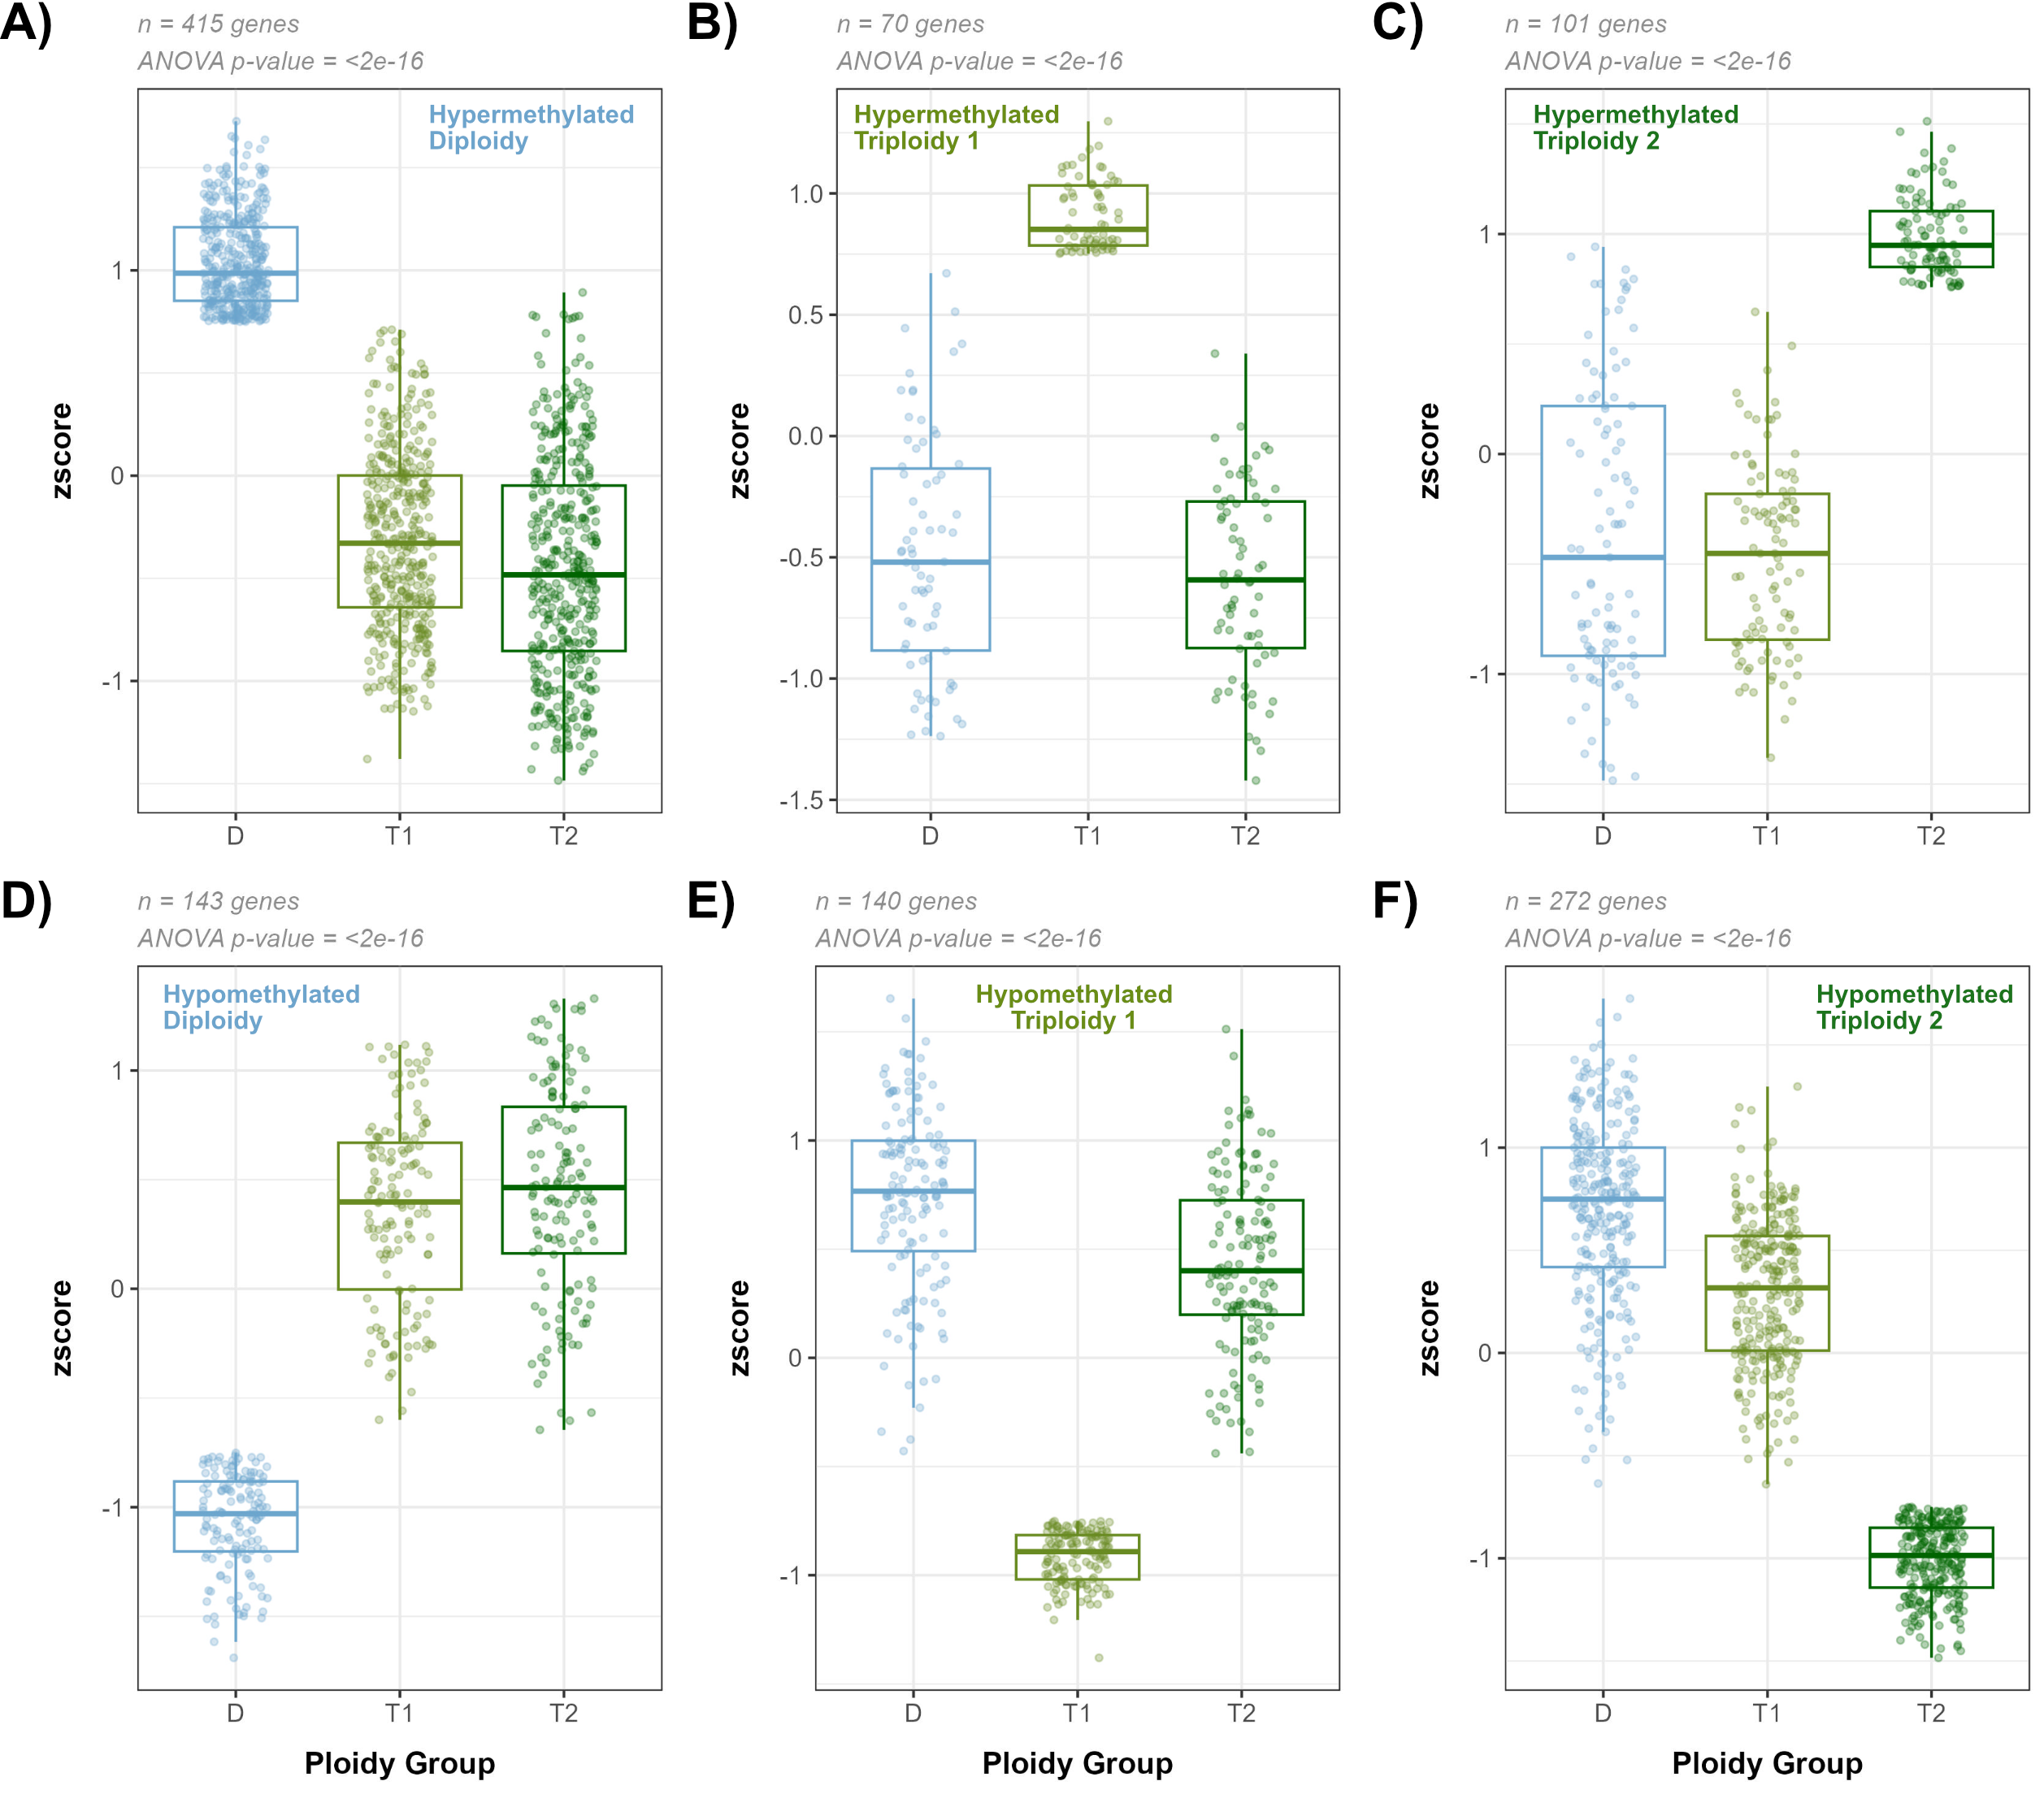 A)
n = 415 genes
ANOVA p-value = <2e-16
Hypermethylated
Diploidy
zscore
1
0
-1
D T1 T2
B)
n = 70 genes
ANOVA p-value = <2e-16
Hypermethylated
Triploidy 1
zscore
1.0
0.5
0.0
-0.5
-1.0
-1.5
D T1 T2
C)
n = 101 genes
ANOVA p-value = <2e-16
Hypermethylated
Triploidy 2
zscore
1
0
-1
D T1 T2
D)
n = 143 genes
ANOVA p-value = <2e-16
Hypomethylated
Diploidy
zscore
1
0
-1
D T1 T2
Ploidy Group
E)
n = 140 genes
ANOVA p-value = <2e-16
Hypomethylated
Triploidy 1
zscore
1
0
-1
D T1 T2
Ploidy Group
F)
n = 272 genes
ANOVA p-value = <2e-16
Hypomethylated
Triploidy 2
zscore
1
0
-1
D T1 T2
Ploidy Group